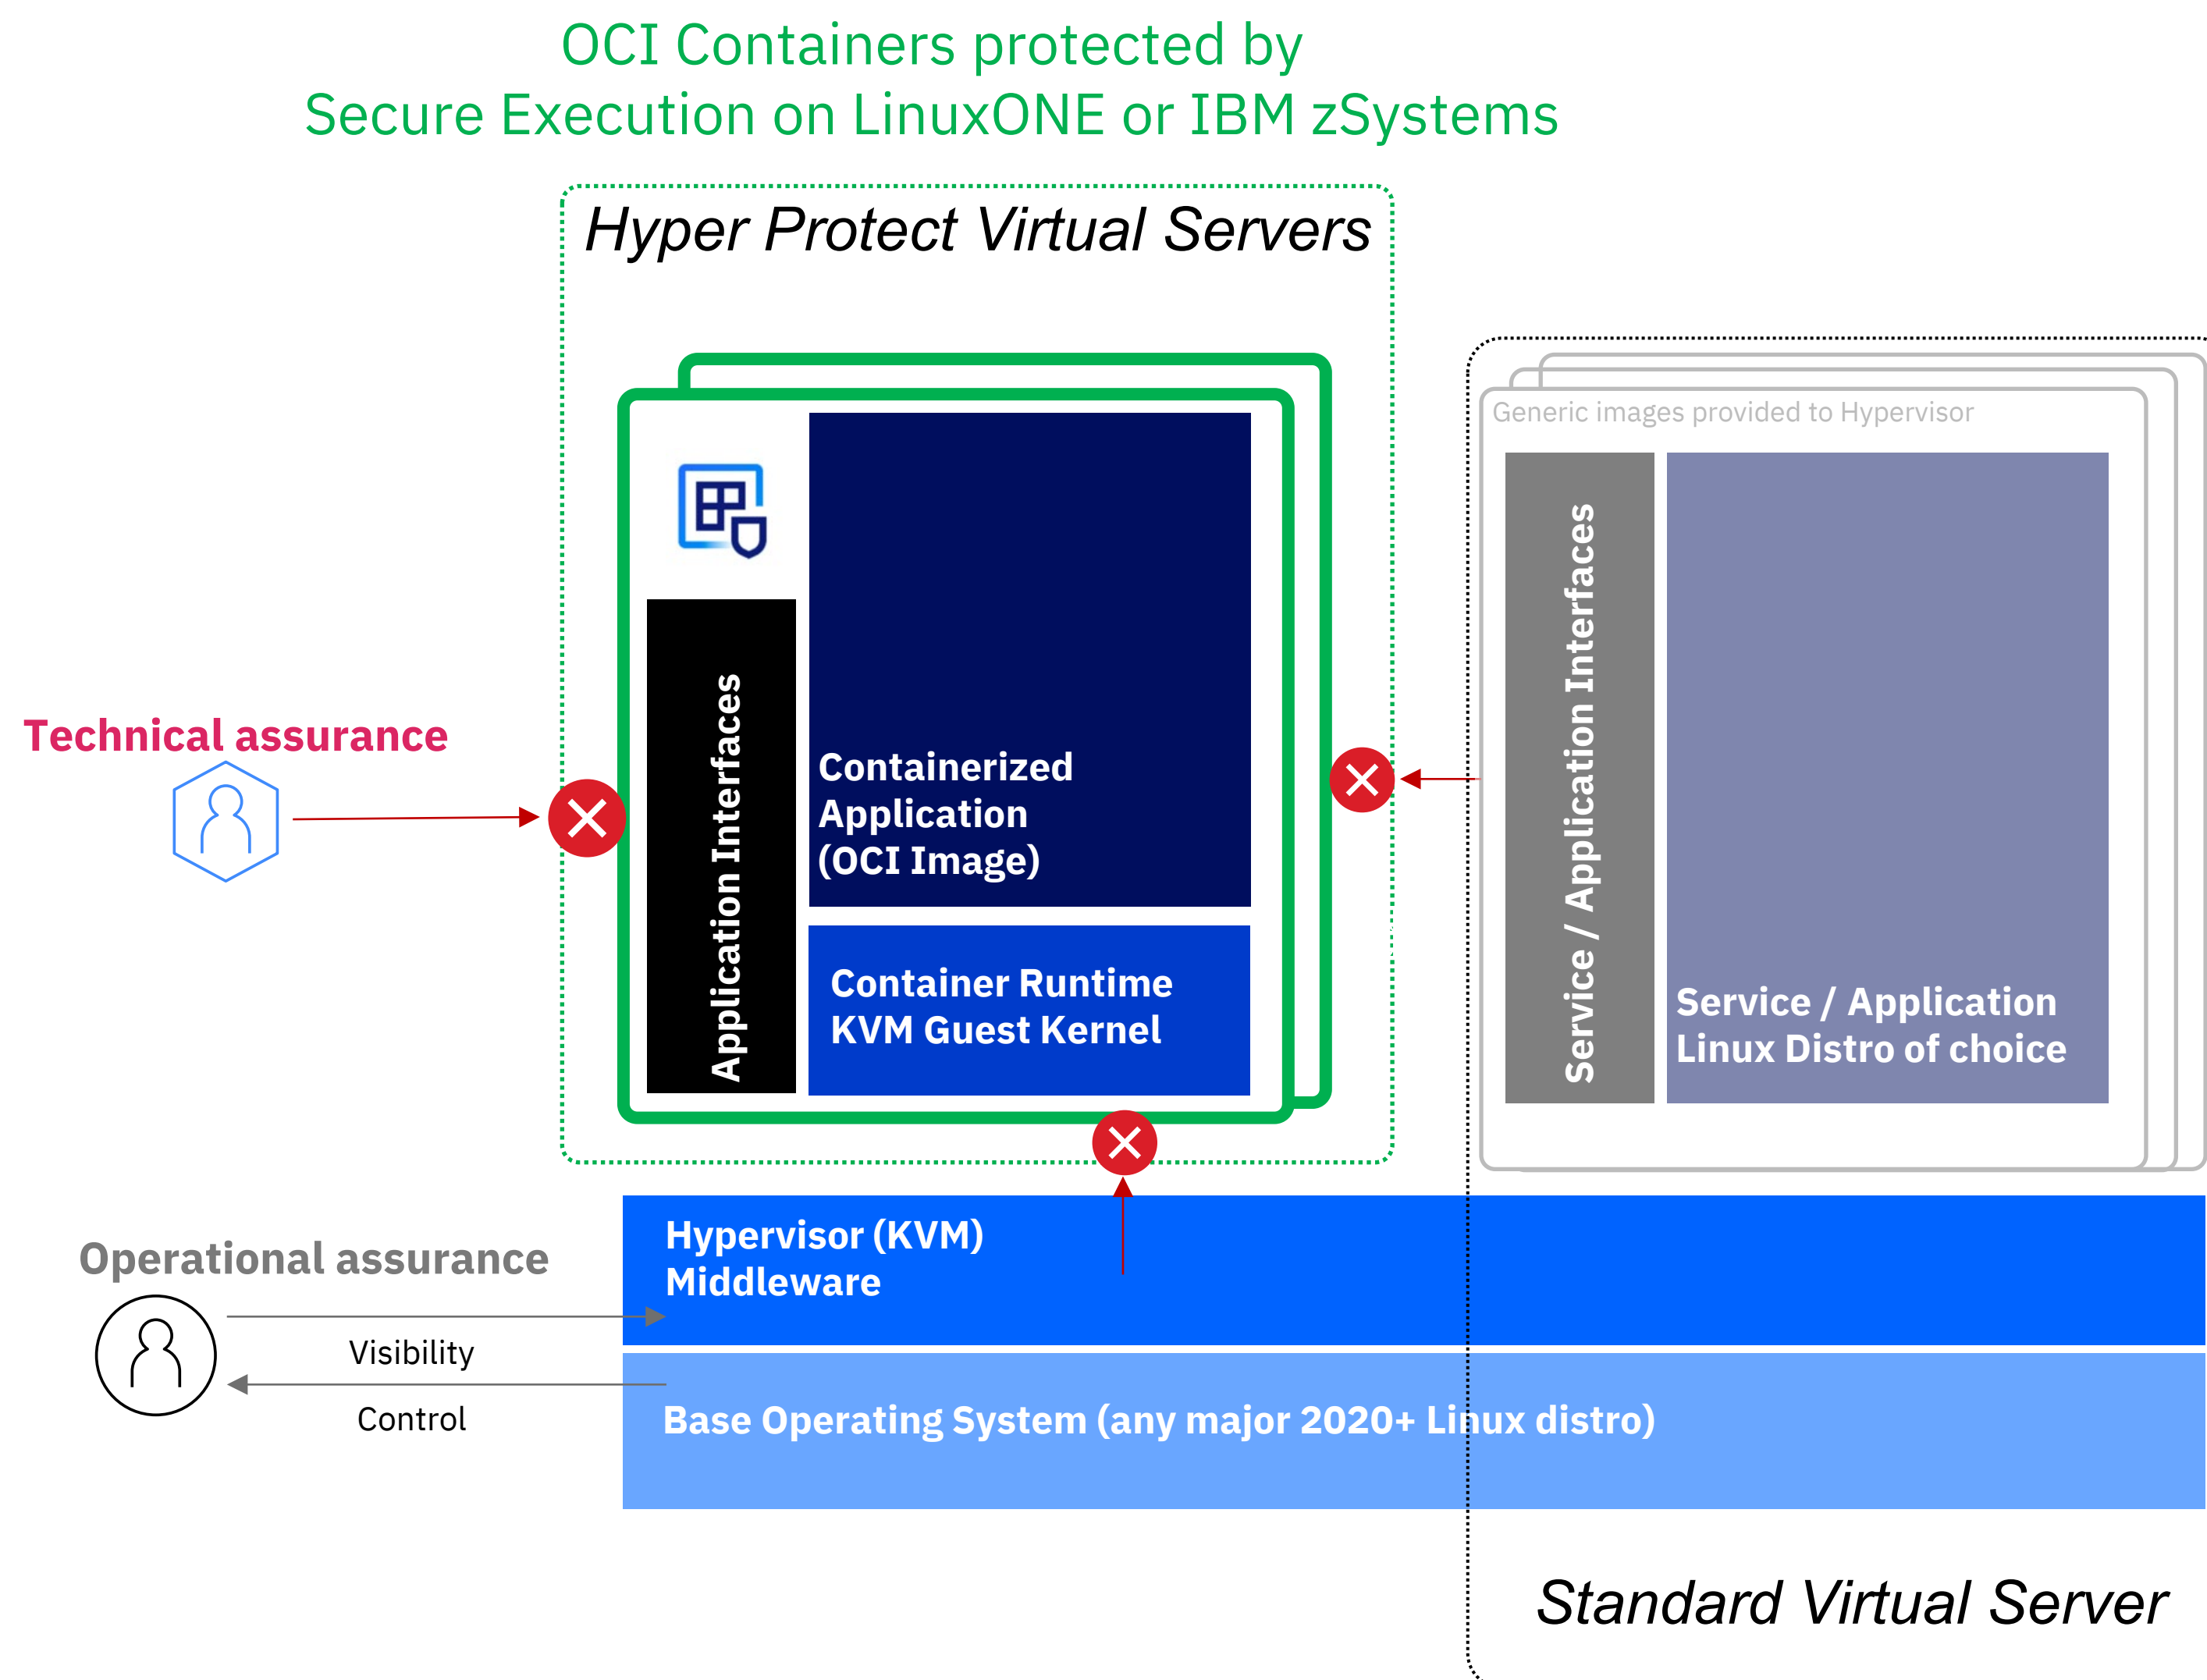 OCI Containers protected by
Secure Execution on LinuxONE or IBM zSystems
Hyper Protect Virtual Servers
Generic images provided to Hypervisor
Technical assurance
Application Interfaces
Containerized
Application
(OCI Image)
Container Runtime
KVM Guest Kernel
Service / Application Interfaces
Service / Application
Linux Distro of choice
Operational assurance
Visibility
Control
Hypervisor (KVM)
Middleware
Base Operating System (any major 2020+ Linux distro)
Standard Virtual Server